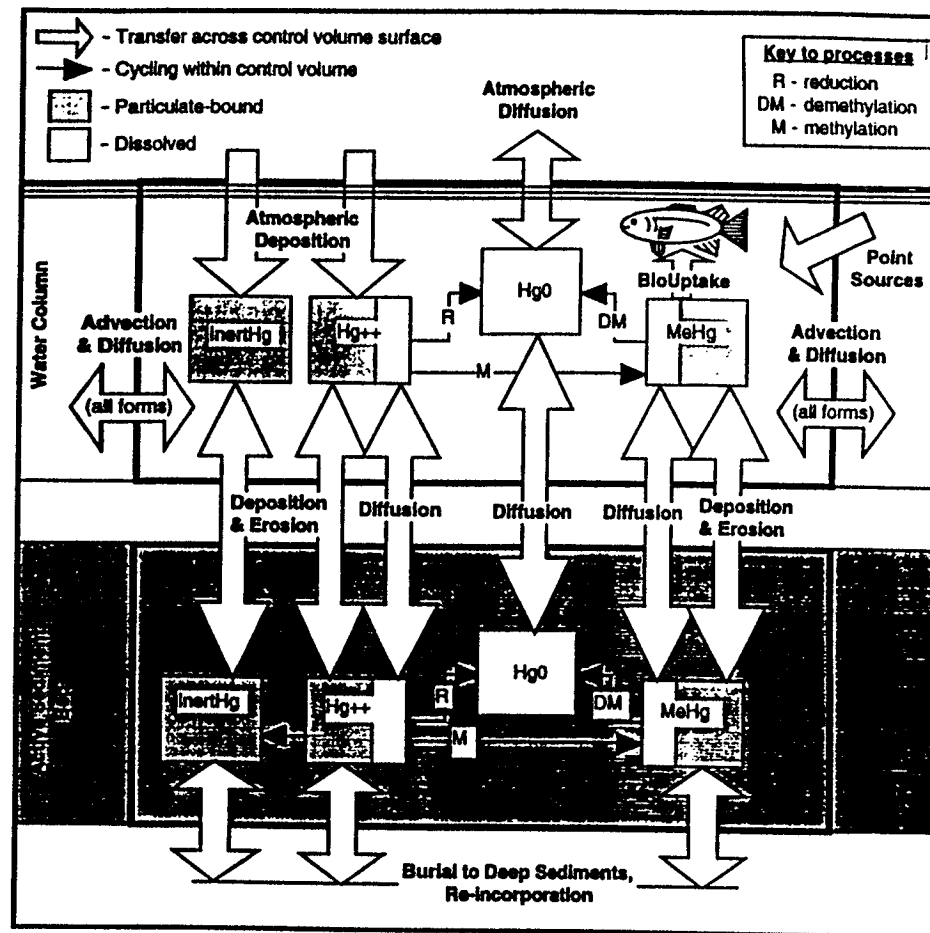 - Transfer across control volume surface
- Cycling within control volume
- Particulate-bound
- Dissolved
Key to processes
R - reduction
DM - demethylation
M - methylation
Atmospheric
Diffusion
Atmospheric
Deposition
Point
Sources
BioUptake
Water Column
Advection
& Diffusion
(all forms)
InertHg
Hg++
R
Hg0
DM
MeHg
M
Advection
& Diffusion
(all forms)
Deposition
& Erosion
Diffusion
Diffusion
Diffusion
Deposition
& Erosion
InertHg
Hg++
R
Hg0
DM
MeHg
M
Burial to Deep Sediments,
Re-incorporation